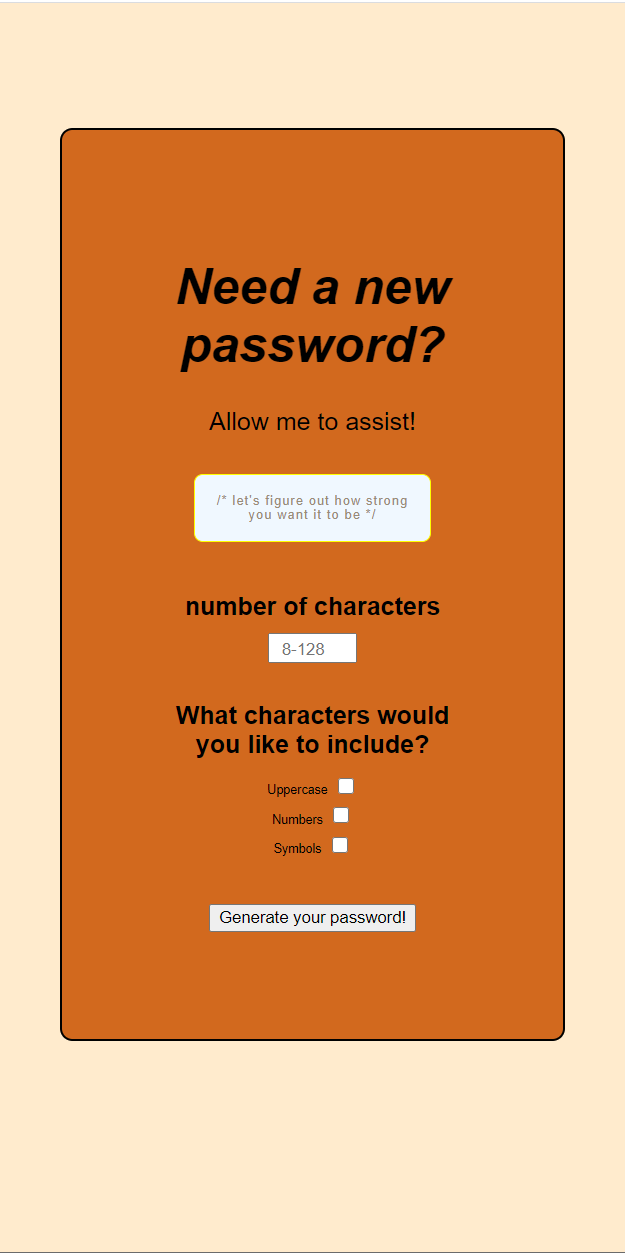 Need a new
password?
Allow me to assist!
/* let's figure out how strong
you want it to be */
number of characters
8-128
What characters would
you like to include?
Uppercase
Numbers
Symbols
Generate your password!